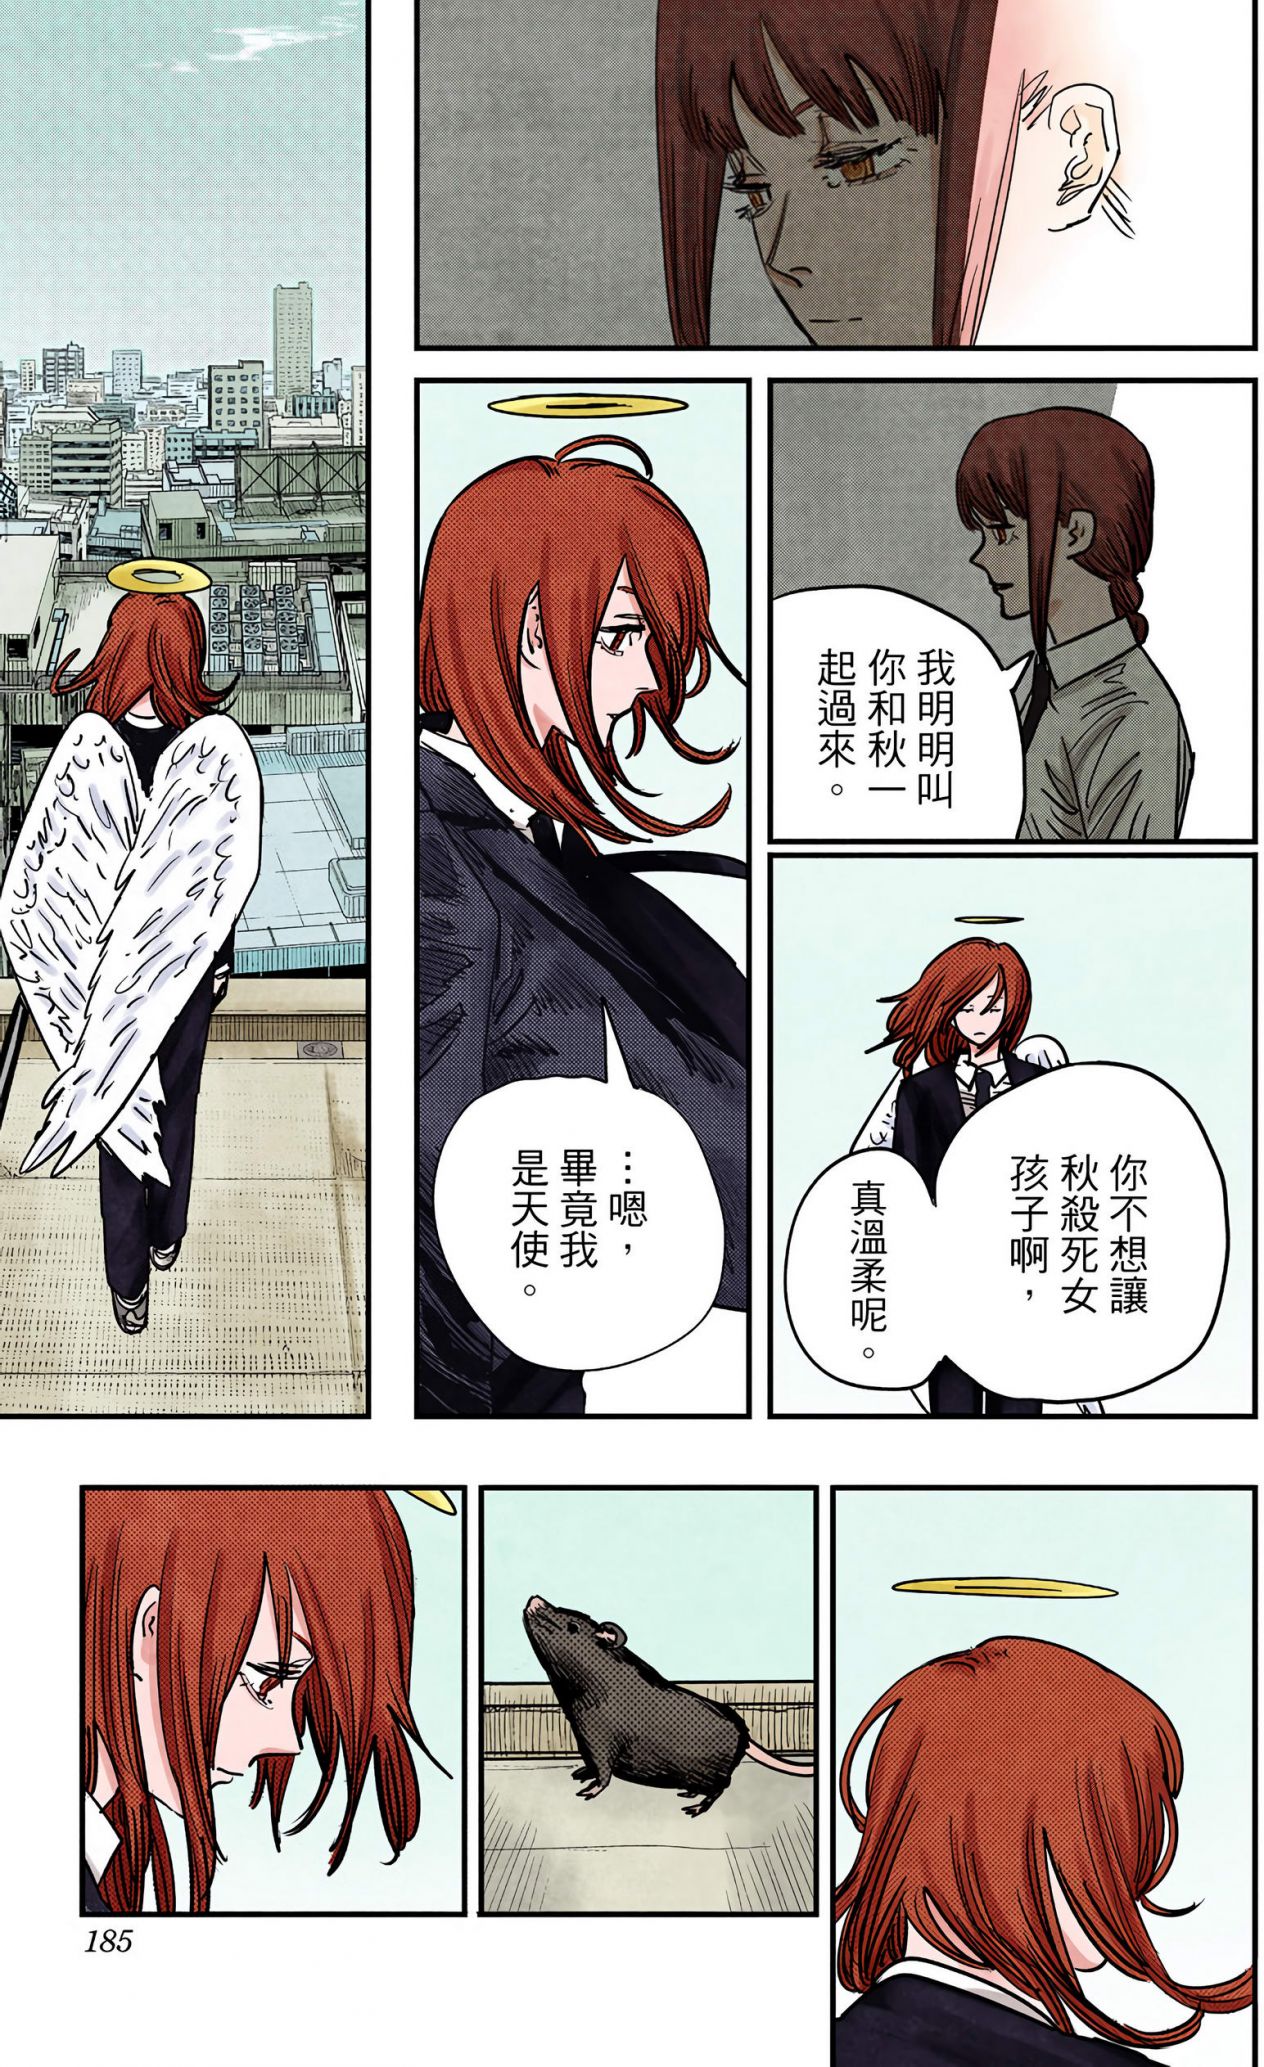 我明明叫
你和秋一
起過來。
你不想讓
秋殺死女
孩子啊，
真溫柔呢。
…嗯，
畢竟我
是天使。
185